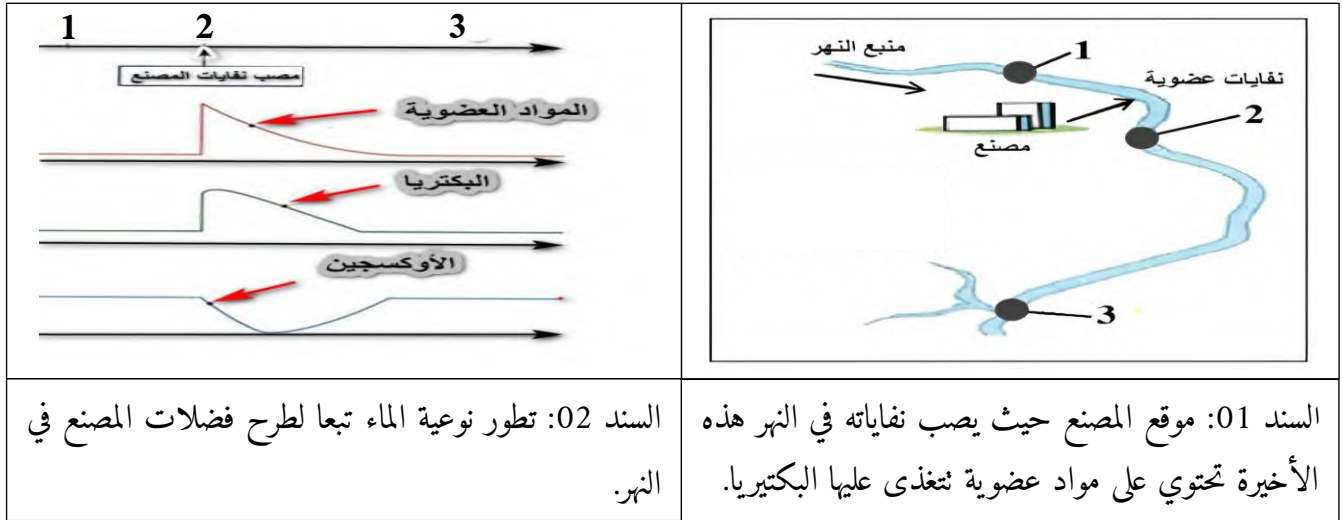 منبع النهر
1
نفايات عضوية
2
مصنع
3
1 2 3
مصب نفايات المصنع
المواد العضوية
البكتريا
الأوكسجين
السند 01: موقع المصنع حيث يصب نفاياته في النهر هذه
الأخيرة تحتوي على مواد عضوية تتغذى عليها البكتيريا.
السند 02: تطور نوعية الماء تبعا لطرح فضلات المصنع في
النهر.